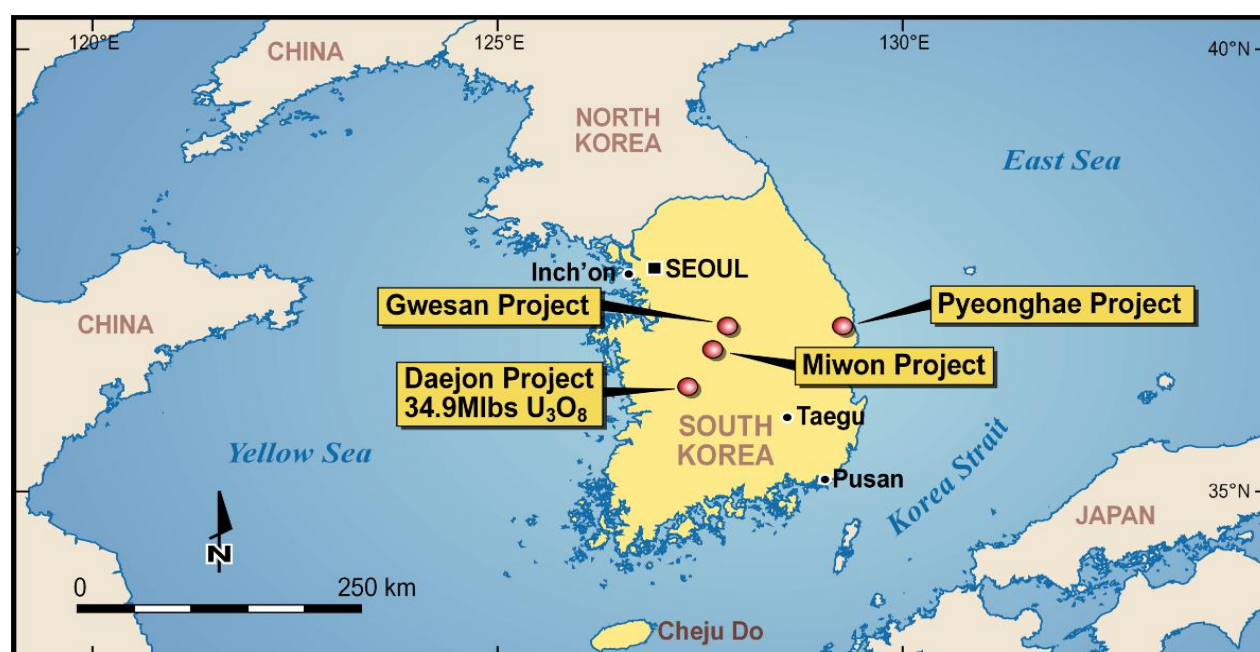 120°E
125°E
130°E
40°N
CHINA
NORTH
KOREA
East Sea
Inch'on
SEOUL
Gwesan Project
Pyeonghae Project
CHINA
Miwon Project
Daejon Project
34.9Mlbs U₃O₈
Taegu
SOUTH
KOREA
Yellow Sea
Pusan
Korea Strait
35°N
JAPAN
N
0
250 km
Cheju Do